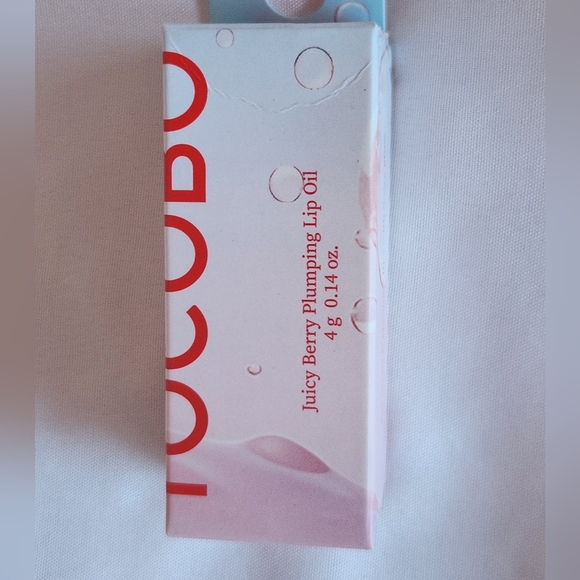 TOCOBO
Juicy Berry Plumping Lip Oil
4 g 0.14 oz.